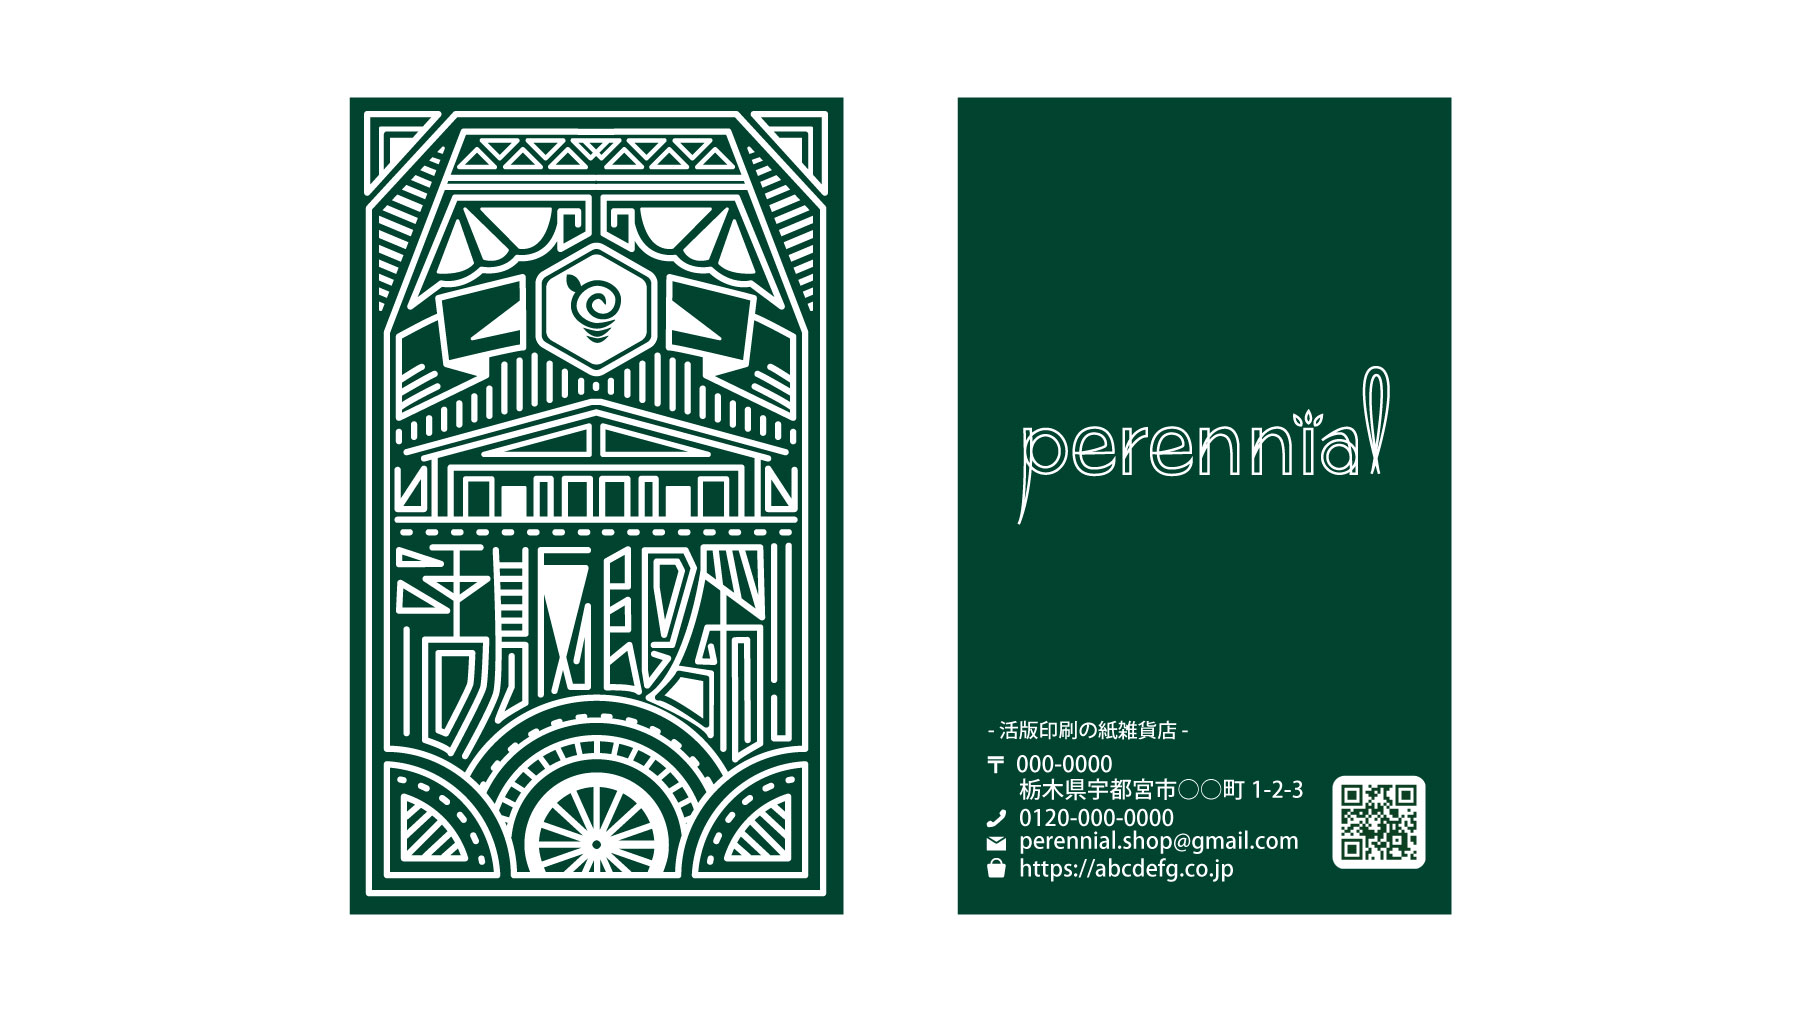 活版印刷
perennial
- 活版印刷の紙雑貨店 -
〒 000-0000
栃木県宇都宮市○○町 1-2-3
0120-000-0000
perennial.shop@gmail.com
https://abcdefg.co.jp